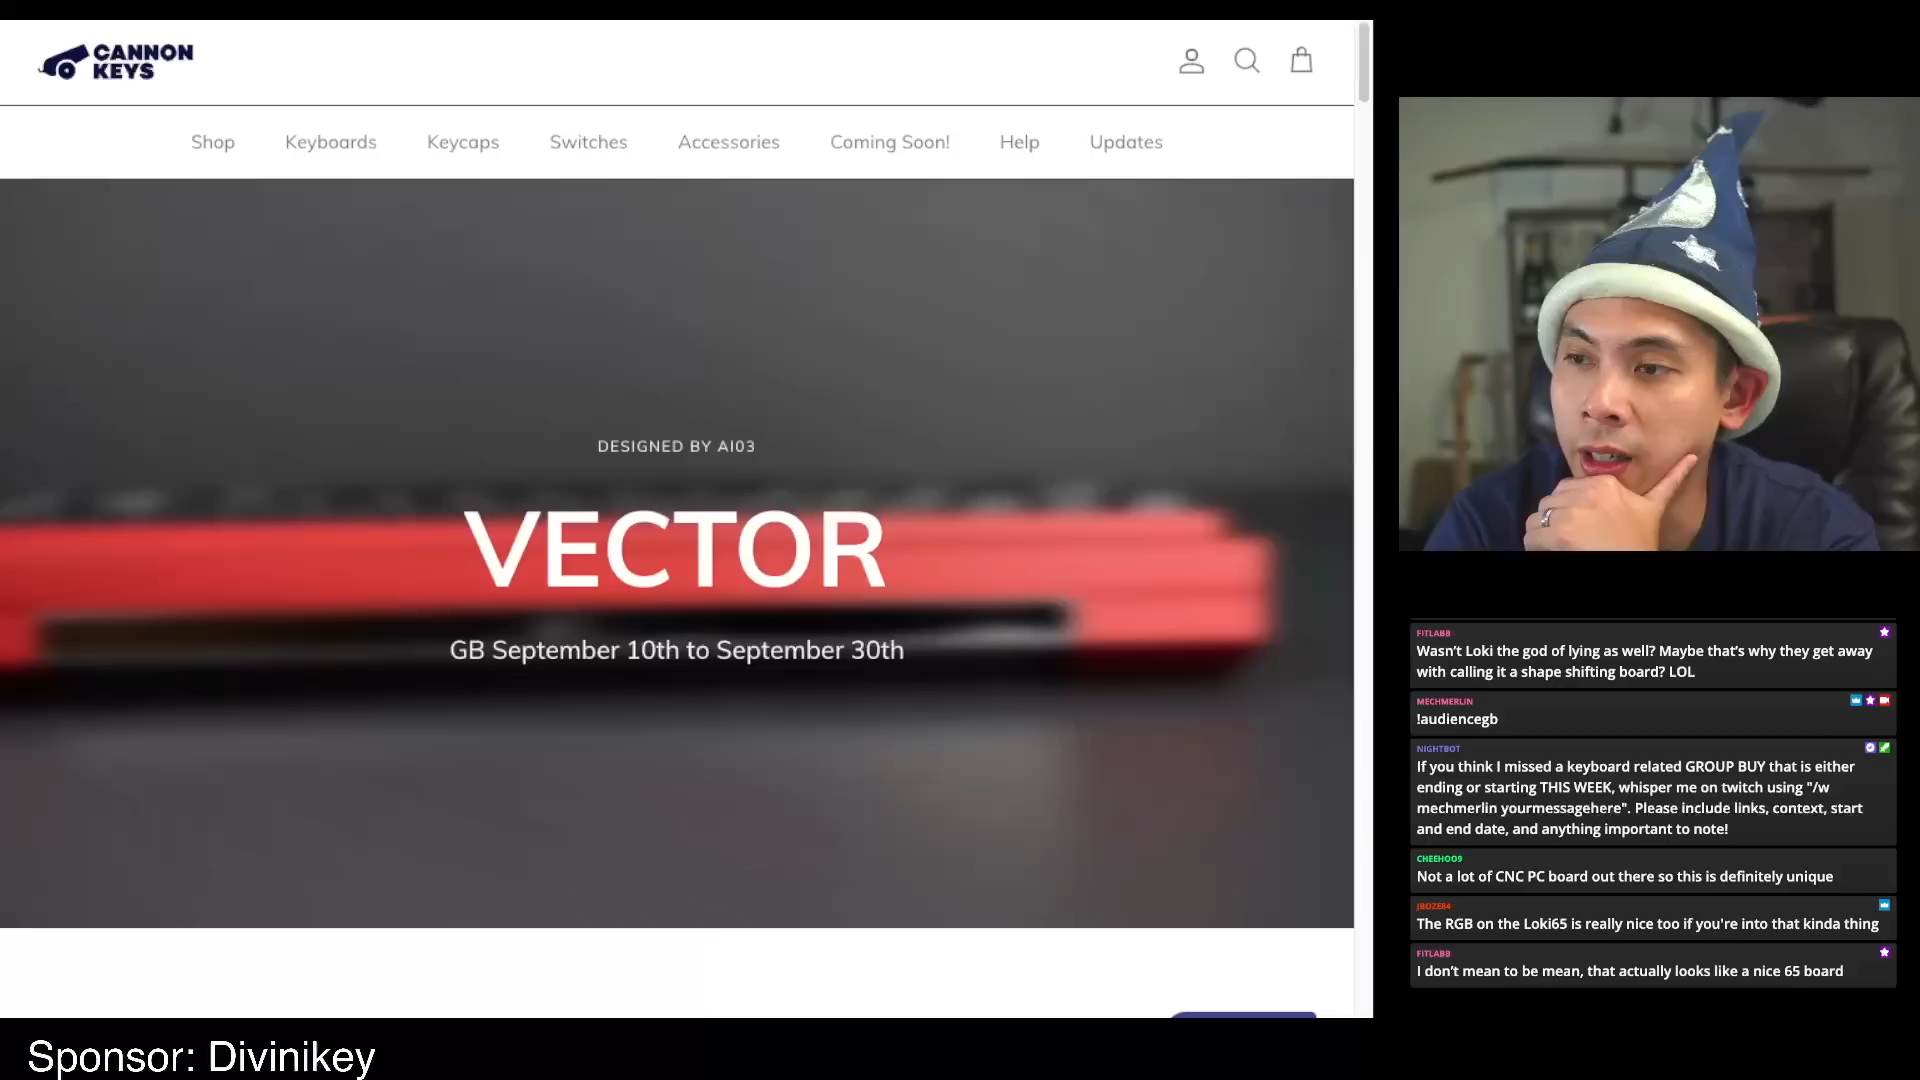 CANNON
KEYS
Shop
Keyboards
Keycaps
Switches
Accessories
Coming Soon!
Help
Updates
DESIGNED BY AI03
VECTOR
GB September 10th to September 30th
FITLABB
Wasn't Loki the god of lying as well? Maybe that's why they get away
with calling it a shape shifting board? LOL
MECHMERLIN
!audiencegb
NIGHTBOT
If you think I missed a keyboard related GROUP BUY that is either
ending or starting THIS WEEK, whisper me on twitch using "/w
mechmerlin yourmessagehere". Please include links, context, start
and end date, and anything important to note!
CHEEHOO9
Not a lot of CNC PC board out there so this is definitely unique
JBOZE84
The RGB on the Loki65 is really nice too if you're into that kinda thing
FITLABB
I don't mean to be mean, that actually looks like a nice 65 board
Sponsor: Divinikey